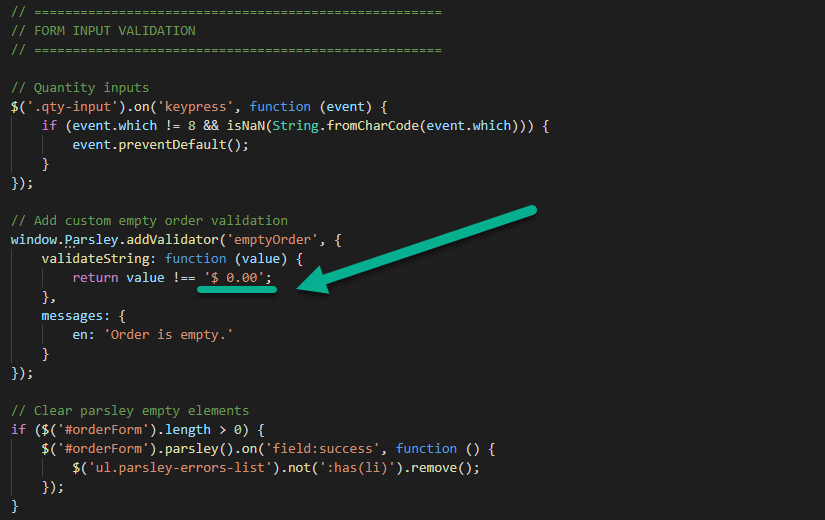 // =====================================================
// FORM INPUT VALIDATION
// =====================================================
// Quantity inputs
$('.qty-input').on('keypress', function (event) {
    if (event.which != 8 && isNaN(String.fromCharCode(event.which))) {
        event.preventDefault();
    }
});
// Add custom empty order validation
window.Parsley.addValidator('emptyOrder', {
    validateString: function (value) {
        return value !== '$ 0.00';
    },
    messages: {
        en: 'Order is empty.'
    }
});
// Clear parsley empty elements
if ($('#orderForm').length > 0) {
    $('#orderForm').parsley().on('field:success', function () {
        $('ul.parsley-errors-list').not(':has(li)').remove();
    });
}